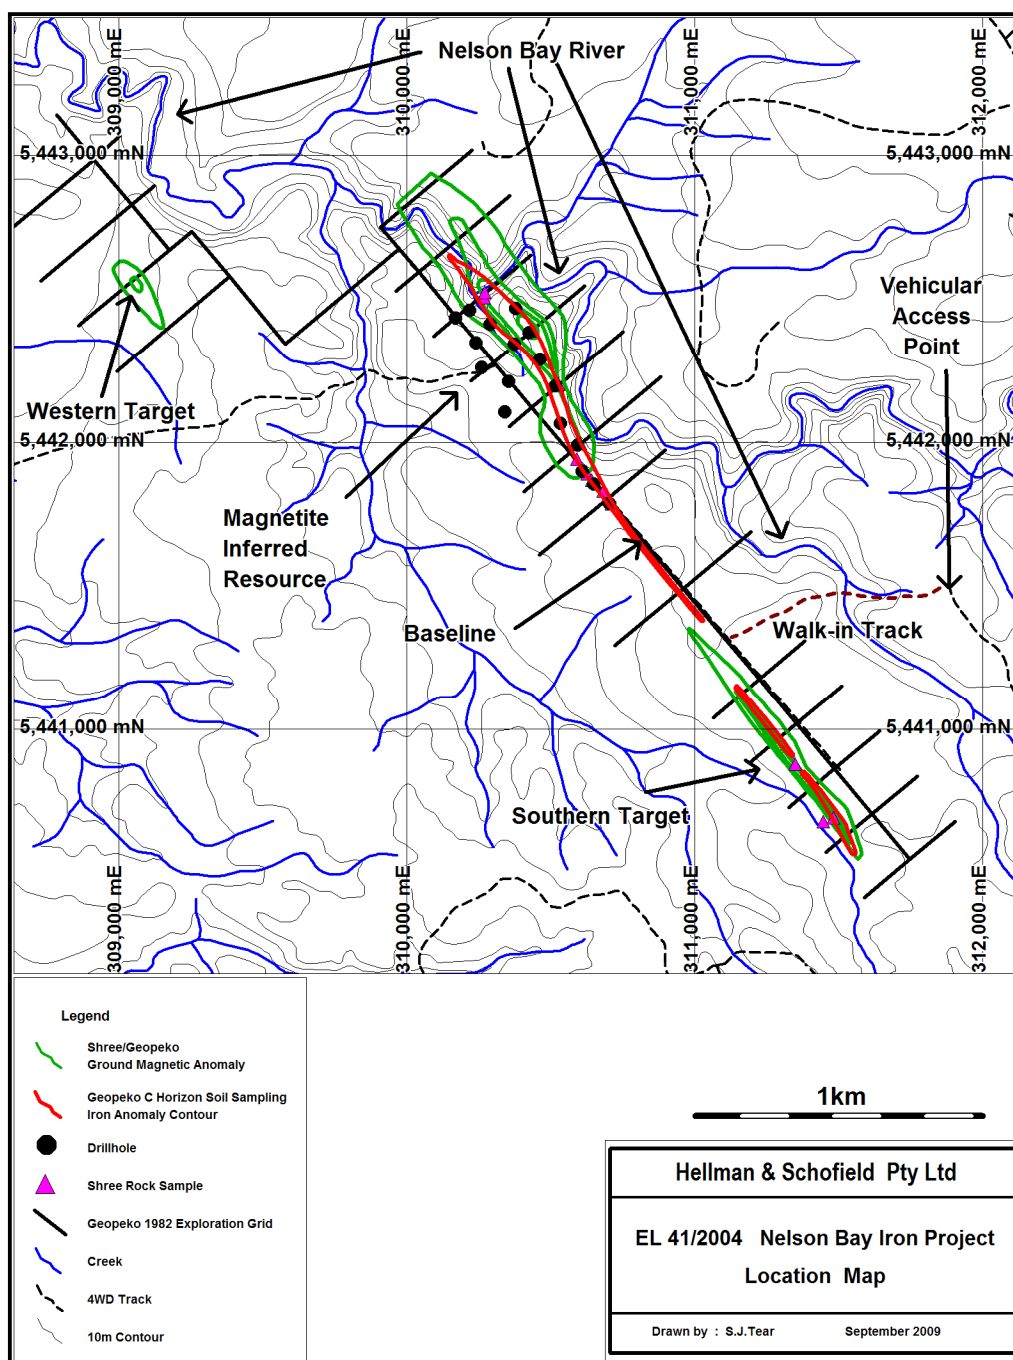 Nelson Bay River
309,000 mE
310,000 mE
311,000 mE
312,000 mE
5,443,000 mN
5,443,000 mN
Vehicular
Access
Point
Western Target
5,442,000 mN
5,442,000 mN
Magnetite
Inferred
Resource
Baseline
Walk-in Track
5,441,000 mN
5,441,000 mN
Southern Target
309,000 mE
310,000 mE
311,000 mE
312,000 mE
Legend
Shree/Geopeko
Ground Magnetic Anomaly
Geopeko C Horizon Soil Sampling
Iron Anomaly Contour
Drillhole
Shree Rock Sample
Geopeko 1982 Exploration Grid
Creek
4WD Track
10m Contour
1km
Hellman & Schofield Pty Ltd
EL 41/2004 Nelson Bay Iron Project
Location Map
Drawn by : S.J.Tear September 2009